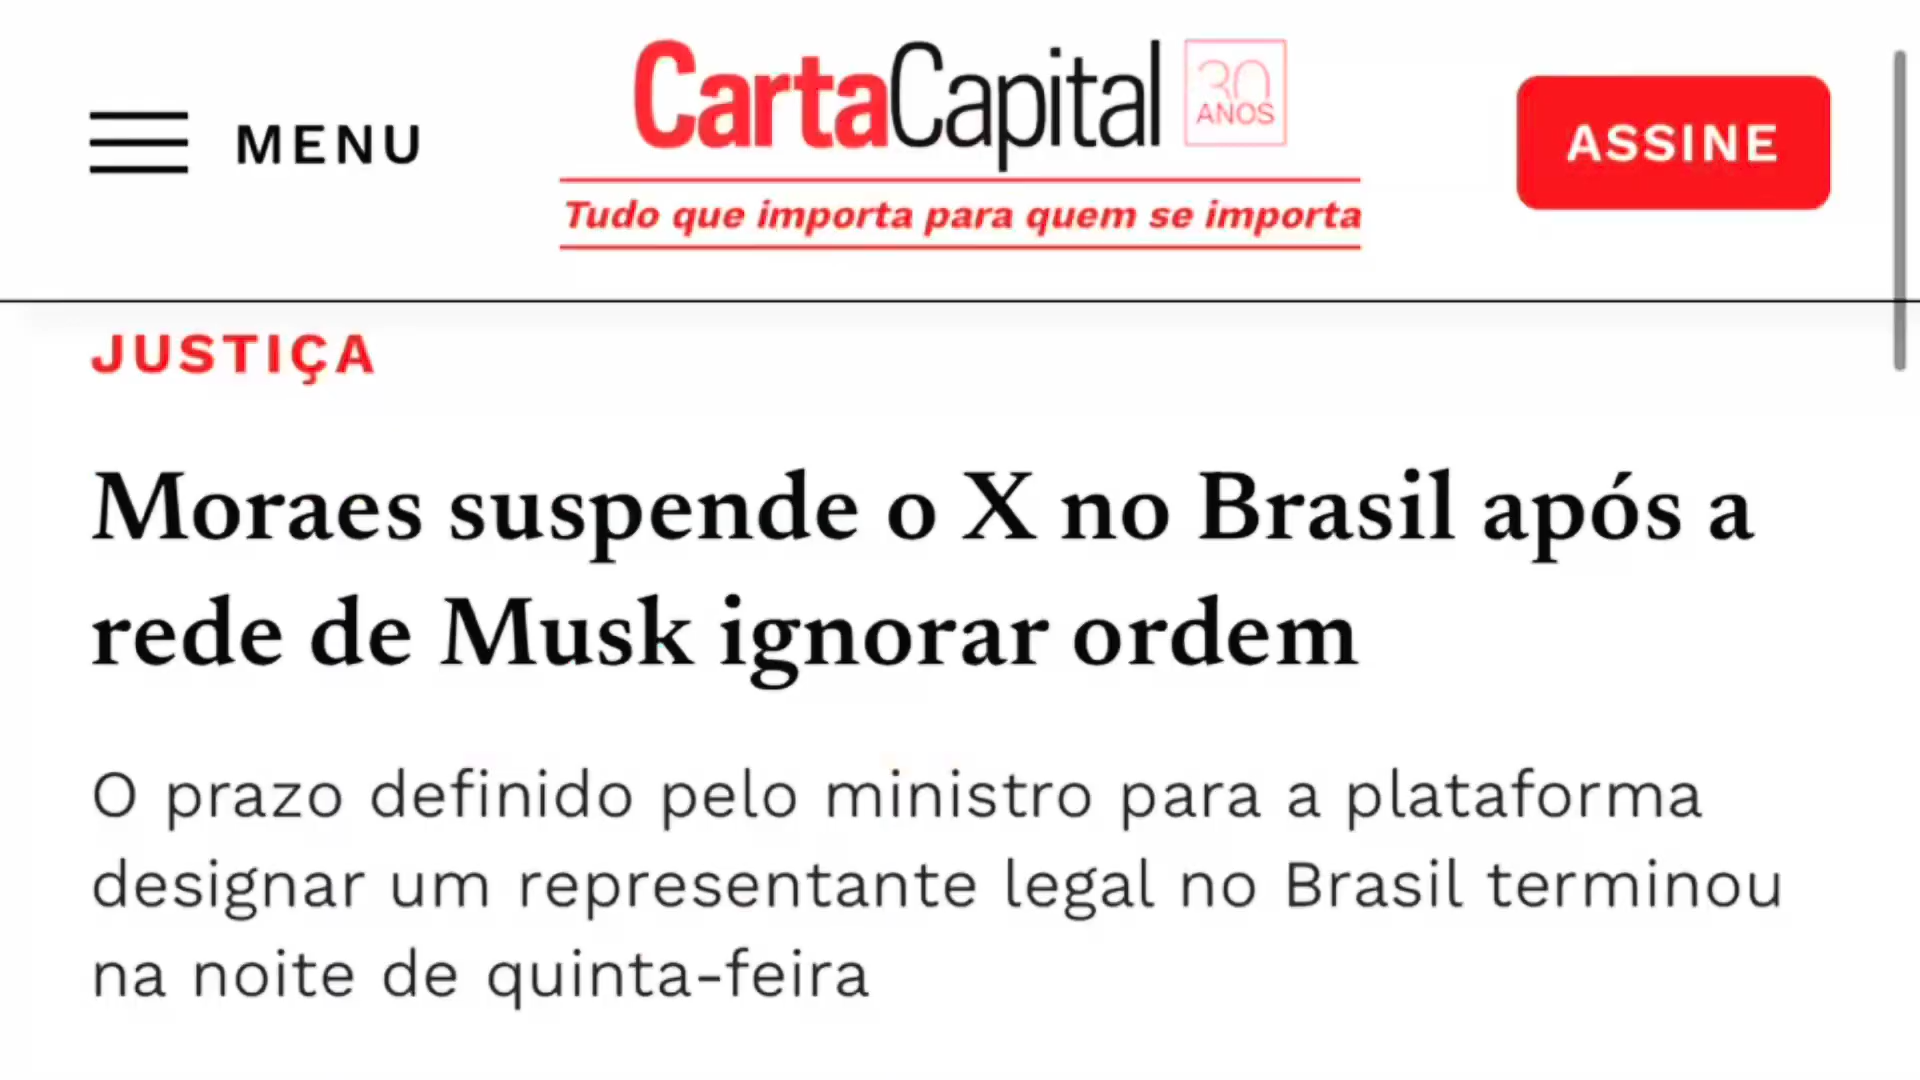 MENU
CartaCapital
30
ANOS
Tudo que importa para quem se importa
ASSINE
JUSTIÇA
Moraes suspende o X no Brasil após a
rede de Musk ignorar ordem
O prazo definido pelo ministro para a plataforma
designar um representante legal no Brasil terminou
na noite de quinta-feira